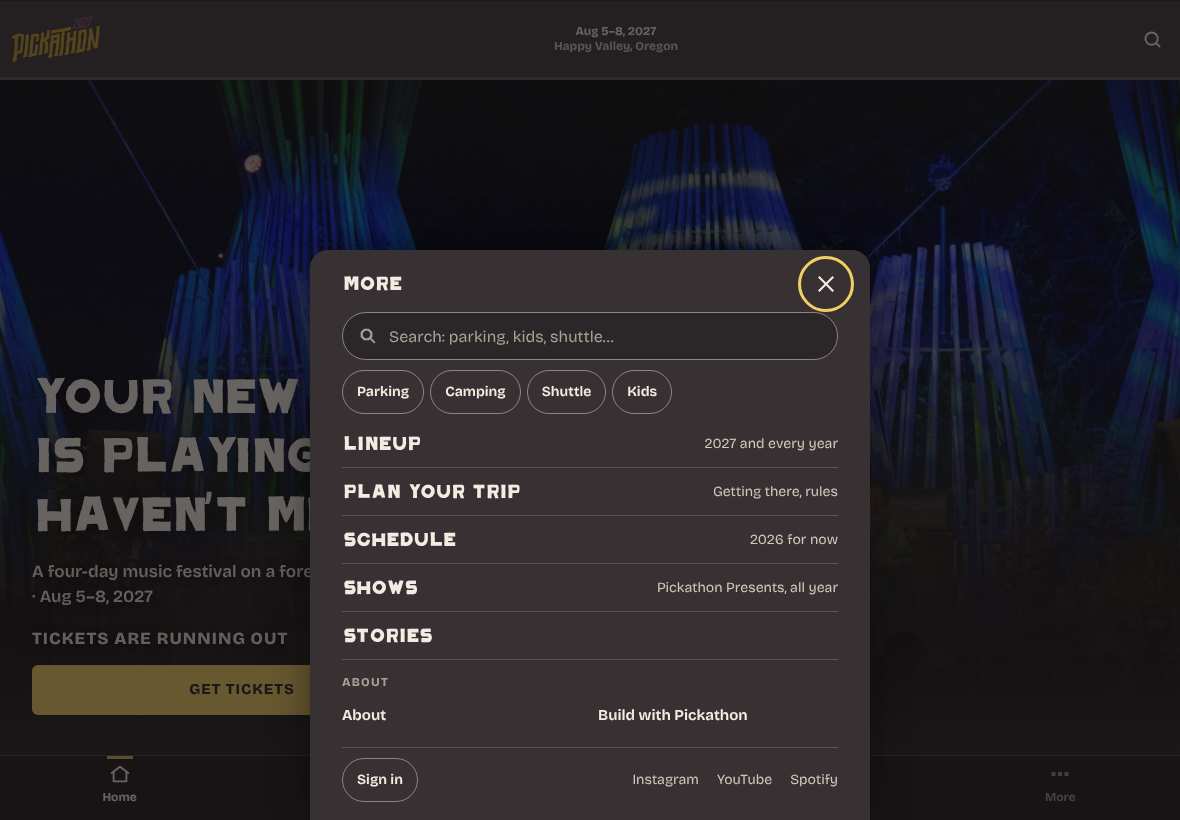 PICKATHON
Aug 5–8, 2027
Happy Valley, Oregon
YOUR NEW
IS PLAYING
HAVEN'T
A four-day music festival on a
· Aug 5–8, 2027
TICKETS ARE RUNNING OUT
GET TICKETS
MORE
Search: parking, kids, shuttle...
Parking Camping Shuttle Kids
LINEUP 2027 and every year
PLAN YOUR TRIP Getting there, rules
SCHEDULE 2026 for now
SHOWS Pickathon Presents, all year
STORIES
ABOUT
About Build with Pickathon
Sign in Instagram YouTube Spotify
Home More